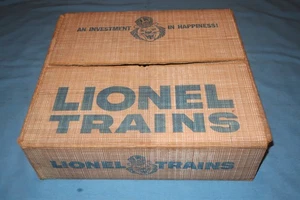 AN INVESTMENT IN HAPPINESS!
LIONEL
TRAINS
LIONEL TRAINS